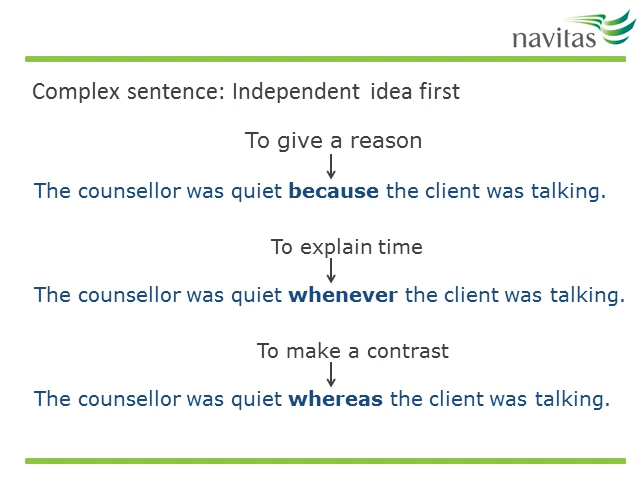 navitas
Complex sentence: Independent idea first
To give a reason
The counsellor was quiet because the client was talking.
To explain time
The counsellor was quiet whenever the client was talking.
To make a contrast
The counsellor was quiet whereas the client was talking.